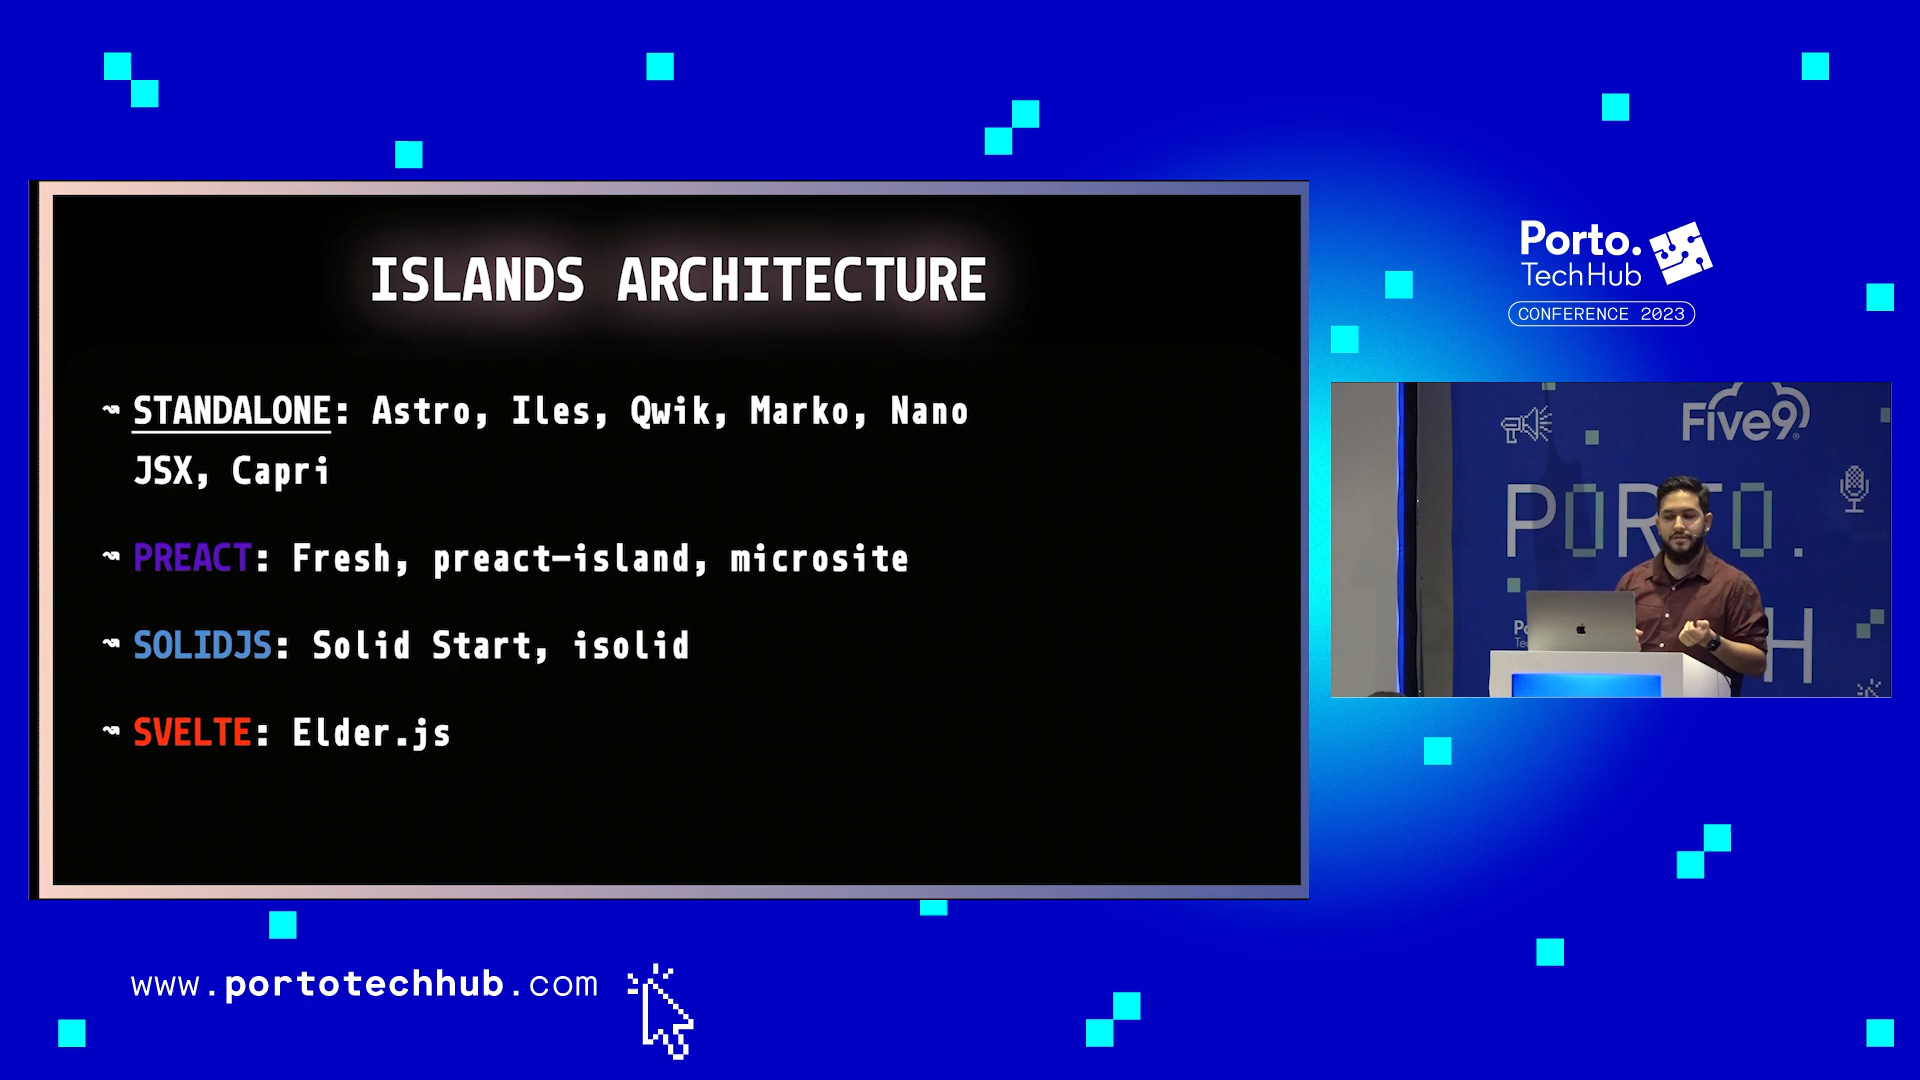 ISLANDS ARCHITECTURE
↝ STANDALONE: Astro, Iles, Qwik, Marko, Nano
JSX, Capri
↝ PREACT: Fresh, preact-island, microsite
↝ SOLIDJS: Solid Start, isolid
↝ SVELTE: Elder.js
Porto.
TechHub
CONFERENCE 2023
Five9
PORTO.
H
www.portotechhub.com